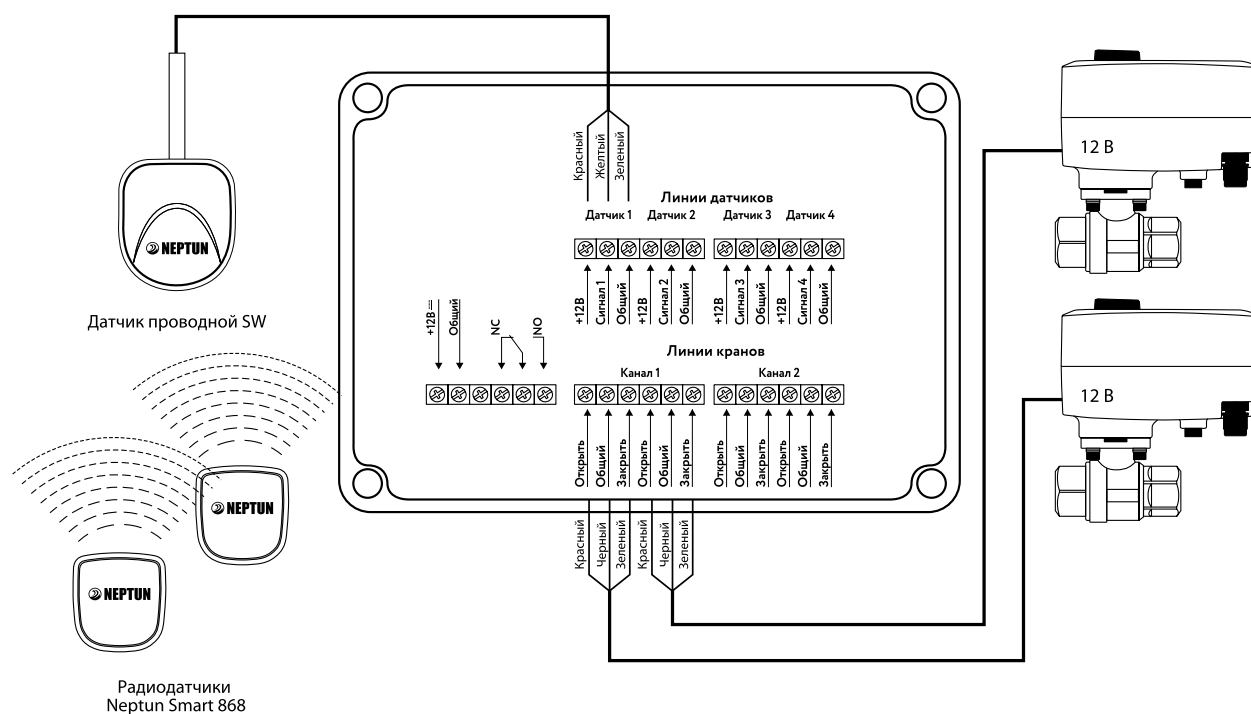 Красный
Желтый
Зеленый
12 В
Линии датчиков
Датчик 1 Датчик 2 Датчик 3 Датчик 4
NEPTUN
+12В
Сигнал 1
Общий
+12В
Сигнал 2
Общий
+12В
Сигнал 3
Общий
+12В
Сигнал 4
Общий
Датчик проводной SW
+12В
Общий
NC
NO
Линии кранов
Канал 1 Канал 2
12 В
Открыть
Общий
Закрыть
Открыть
Общий
Закрыть
Открыть
Общий
Закрыть
Открыть
Общий
Закрыть
NEPTUN
Красный
Черный
Зеленый
Красный
Черный
Зеленый
NEPTUN
Радиодатчики
Neptun Smart 868